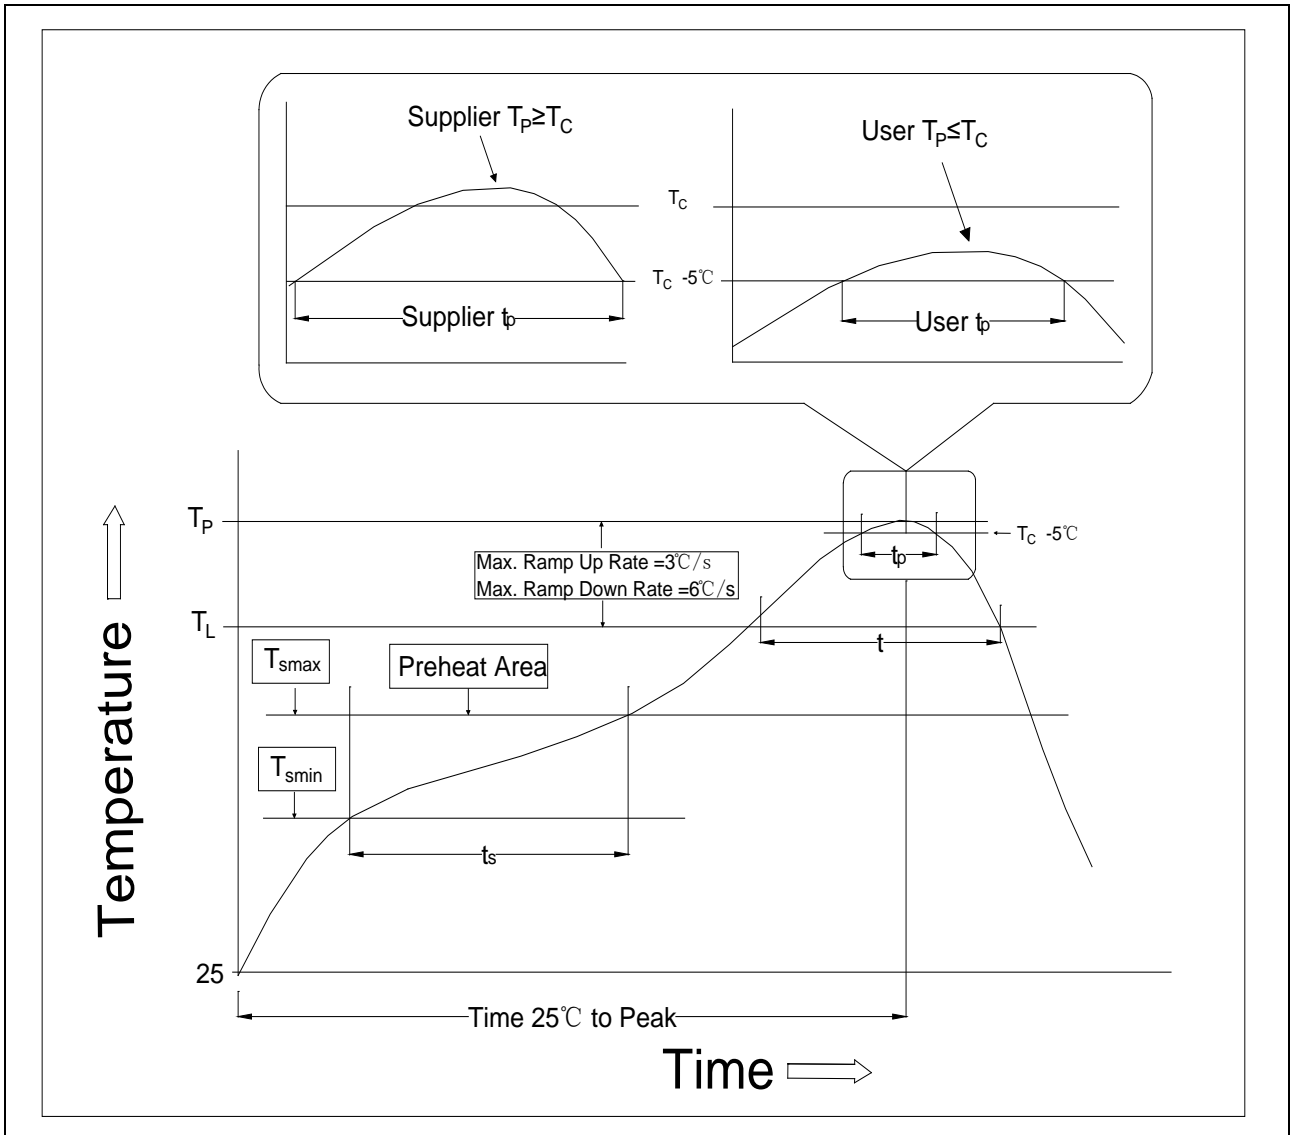 Supplier TP≥TC
User TP≤TC
TC
TC -5℃
Supplier tp
User tp
TP
TC -5℃
tp
Max. Ramp Up Rate =3℃/s
Max. Ramp Down Rate =6℃/s
TL
t
Tsmax
Preheat Area
Tsmin
ts
Temperature
25
Time 25℃ to Peak
Time